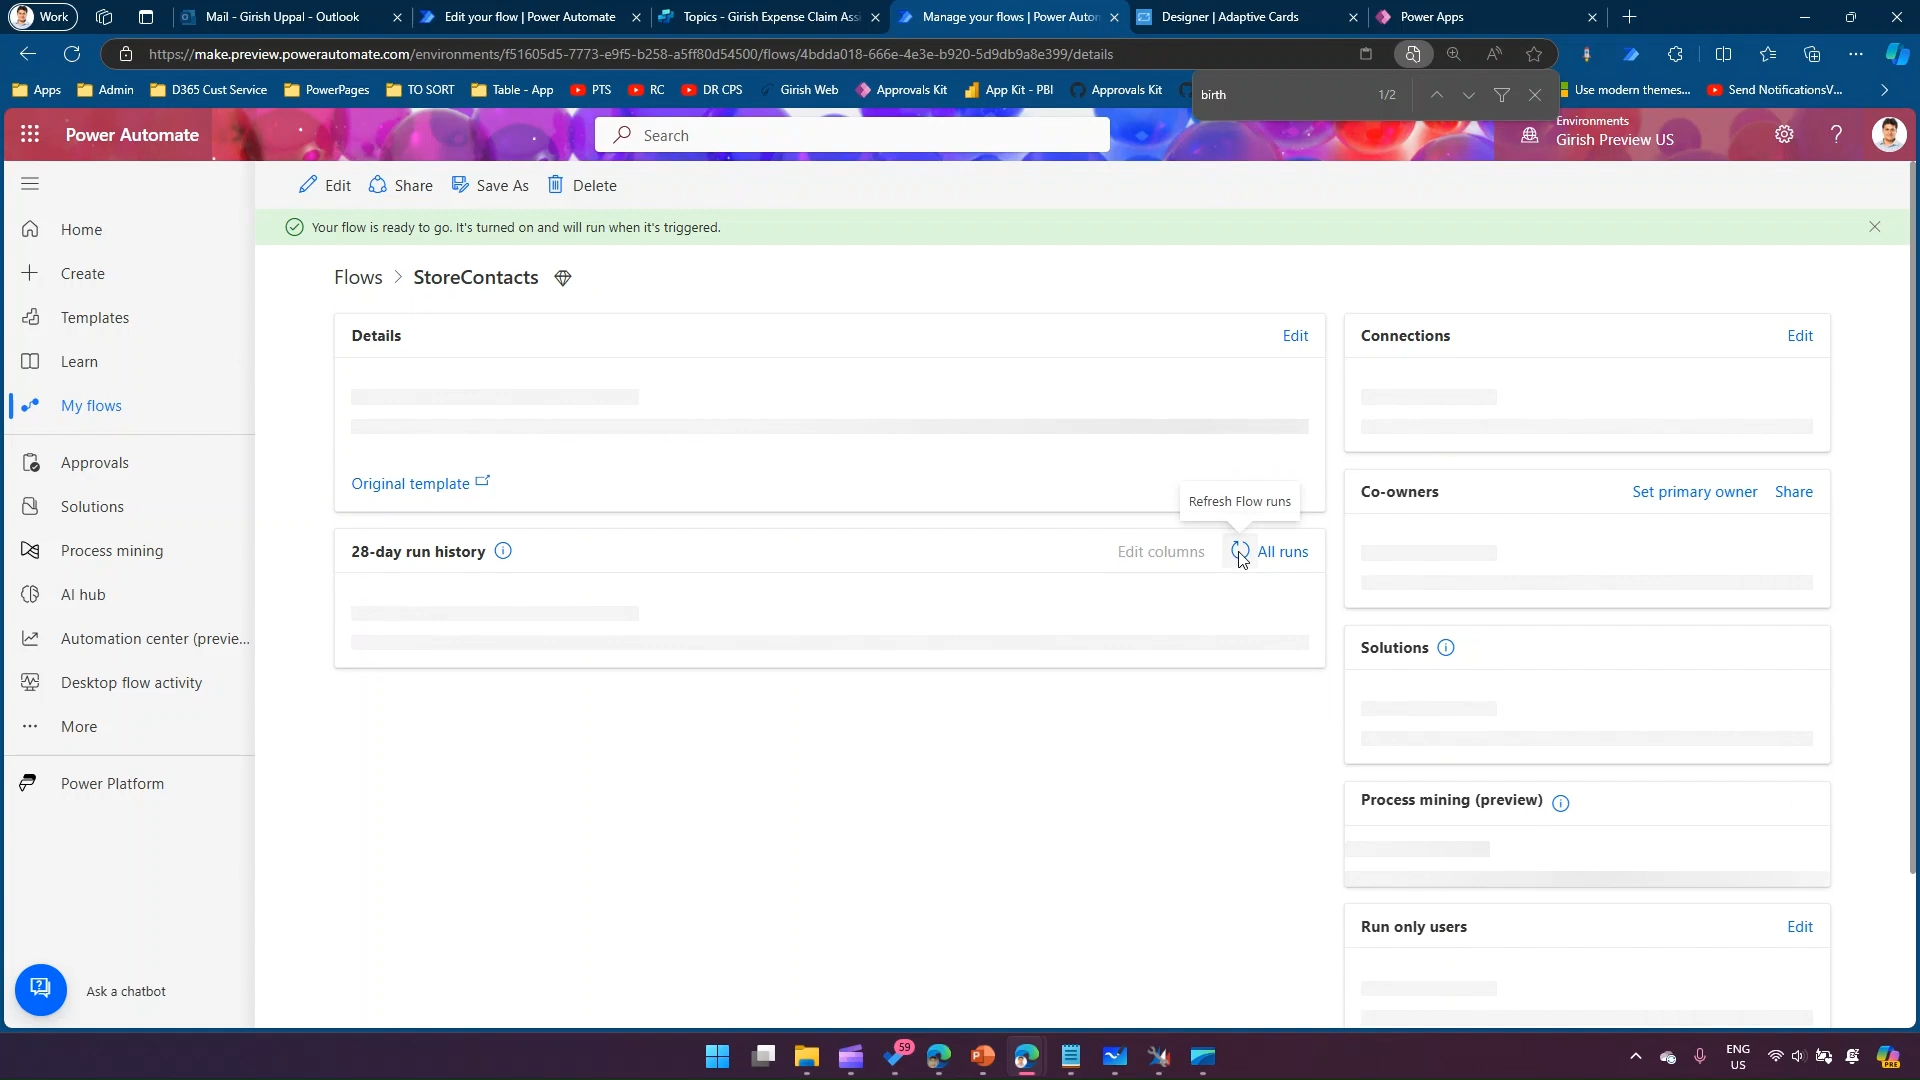 Work
Mail - Girish Uppal - Outlook
Edit your flow | Power Automate
Topics - Girish Expense Claim Assi
Manage your flows | Power Autom
Designer | Adaptive Cards
Power Apps
https://make.preview.powerautomate.com/environments/f51605d5-7773-e9f5-b258-a5ff80d54500/flows/4bdda018-666e-4e3e-b920-5d9db9a8e399/details
Apps
Admin
D365 Cust Service
PowerPages
TO SORT
Table - App
PTS
RC
DR CPS
Girish Web
Approvals Kit
App Kit - PBI
Approvals Kit
birth
1/2
Use modern themes...
Send NotificationsV...
Power Automate
Search
Environments
Girish Preview US
Edit
Share
Save As
Delete
Your flow is ready to go. It's turned on and will run when it's triggered.
Home
Create
Templates
Learn
My flows
Approvals
Solutions
Process mining
AI hub
Automation center (previe...
Desktop flow activity
More
Power Platform
Ask a chatbot
Flows > StoreContacts
Details
Edit
Original template
Refresh Flow runs
28-day run history
Edit columns
All runs
Connections
Edit
Co-owners
Set primary owner
Share
Solutions
Process mining (preview)
Run only users
Edit
59
ENG
US
PRE